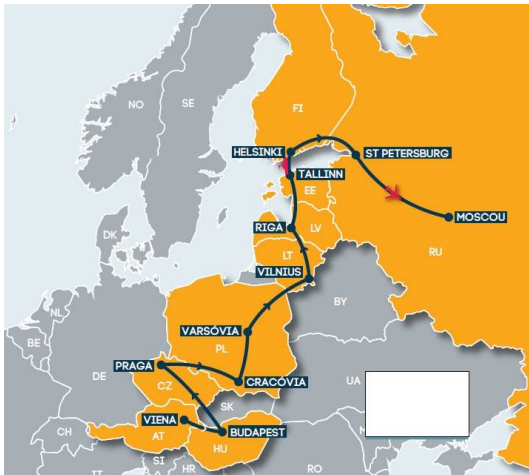 NO
SE
FI
HELSINKI
ST PETERSBURG
TALLINN
EE
MOSCOU
RIGA
LV
DK
RU
LT
VILNIUS
NL
BY
VARSÓVIA
BE
PL
DE
PRAGA
CZ
CRACÓVIA
UA
SK
VIENA
BUDAPEST
CH
AT
HU
SI
HR
RO
IT